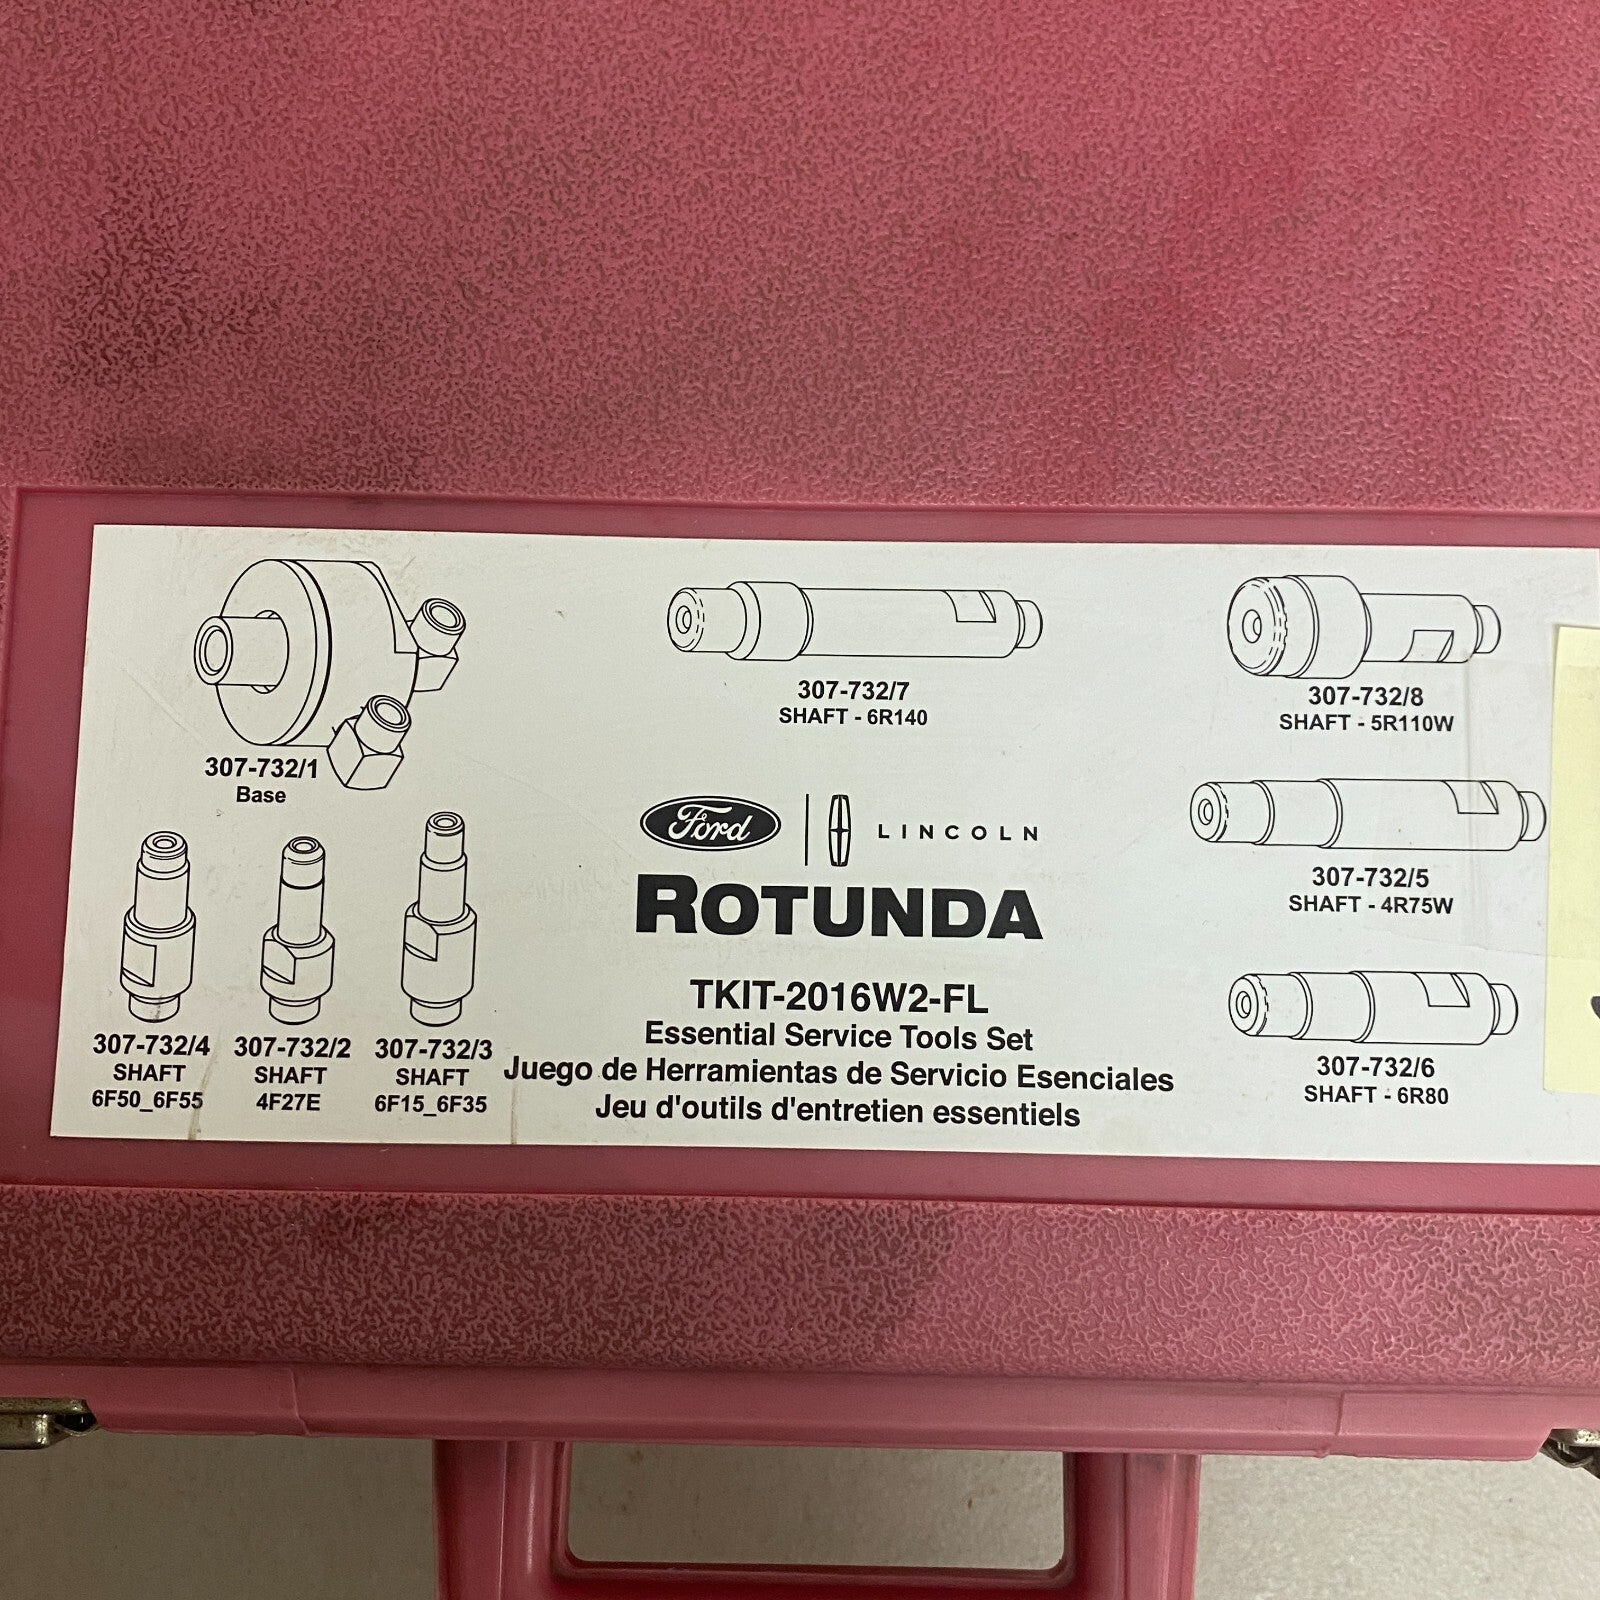 307-732/1
Base
307-732/7
SHAFT - 6R140
307-732/8
SHAFT - 5R110W
307-732/5
SHAFT - 4R75W
307-732/6
SHAFT - 6R80
307-732/4
SHAFT
6F50_6F55
307-732/2
SHAFT
4F27E
307-732/3
SHAFT
6F15_6F35
Ford
LINCOLN
ROTUNDA
TKIT-2016W2-FL
Essential Service Tools Set
Juego de Herramientas de Servicio Esenciales
Jeu d'outils d'entretien essentiels